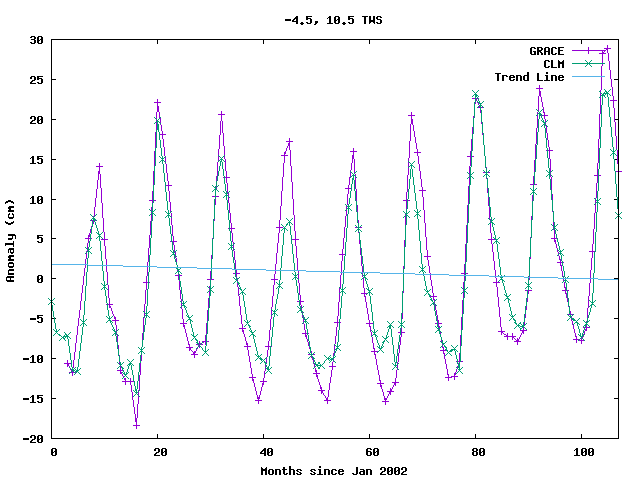 -4.5, 10.5 TWS
GRACE
CLM
Trend Line
30
25
20
15
10
5
0
-5
-10
-15
-20
Anomaly (cm)
0 20 40 60 80 100
Months since Jan 2002